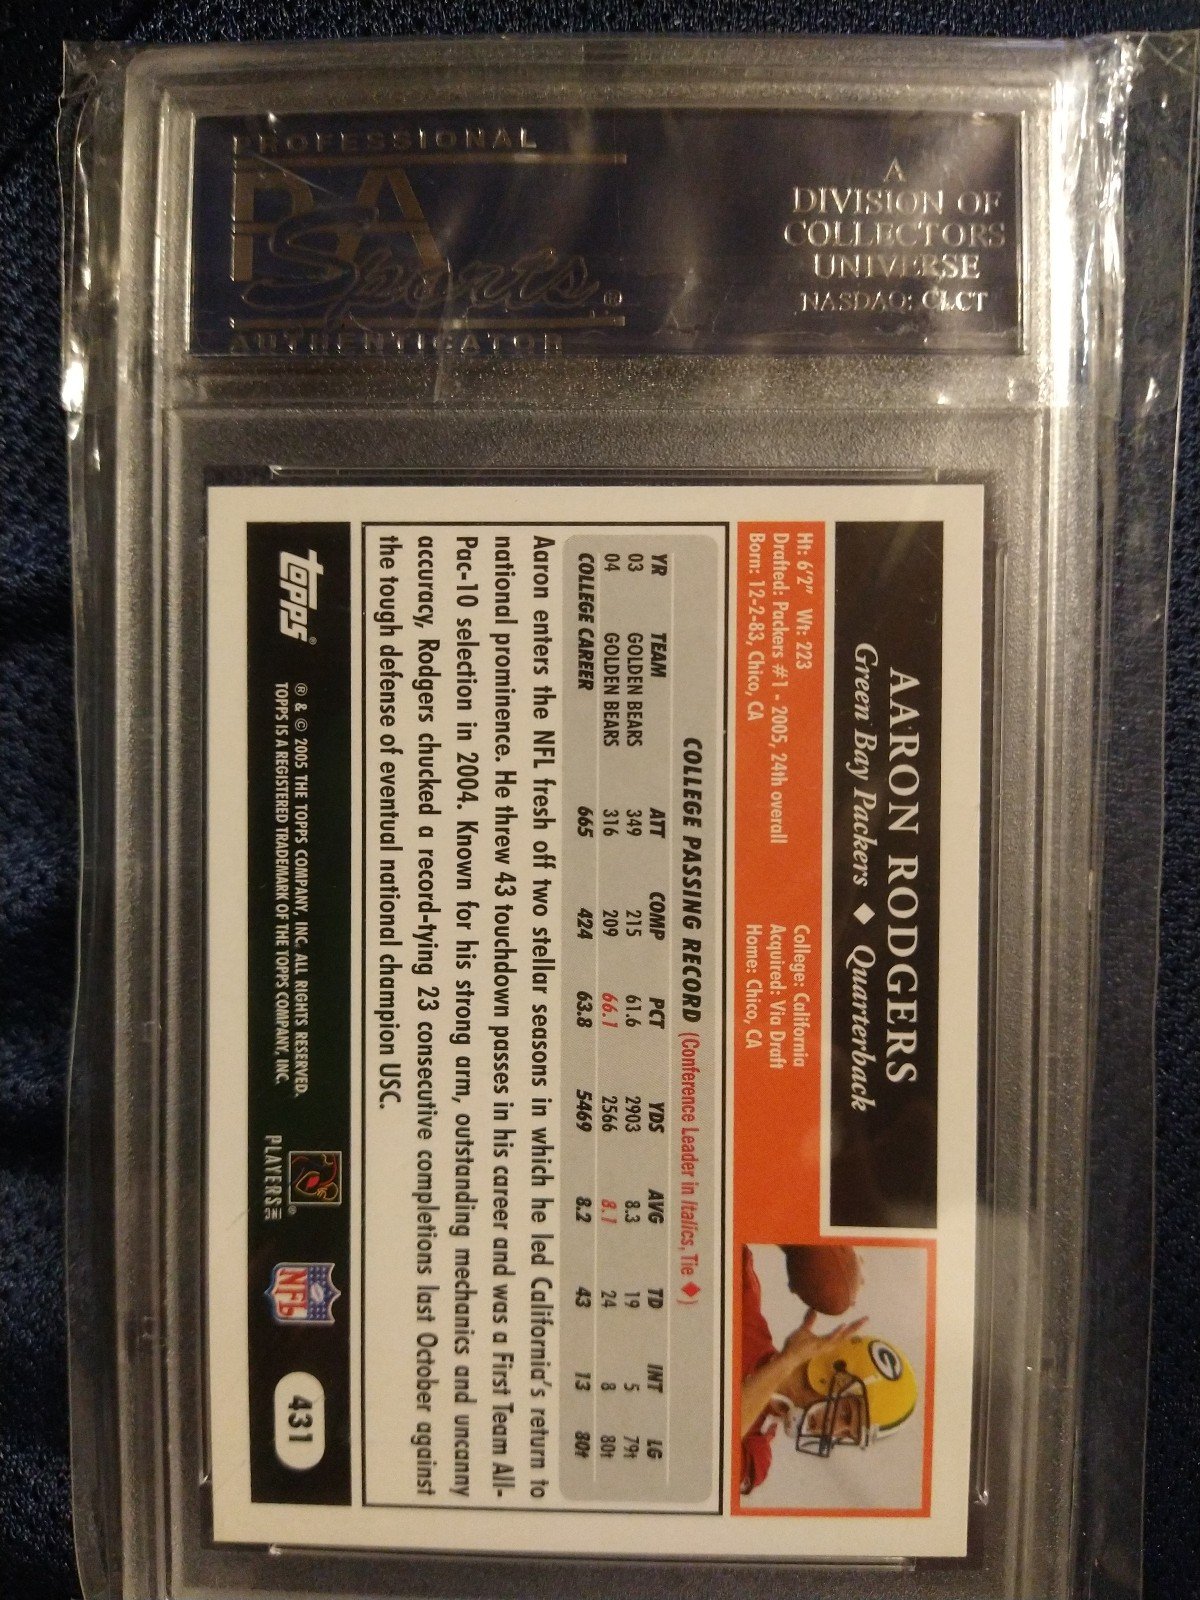 PROFESSIONAL
PSA
Sports®
AUTHENTICATOR
A
DIVISION OF
COLLECTORS
UNIVERSE
NASDAQ: CLCT
AARON RODGERS
Green Bay Packers ♦ Quarterback
Ht: 6'2" Wt: 223 College: California
Drafted: Packers #1 - 2005, 24th overall Acquired: Via Draft
Born: 12-2-83, Chico, CA Home: Chico, CA
COLLEGE PASSING RECORD (Conference Leader in Italics, Tie ♦)
YR TEAM ATT COMP PCT YDS AVG TD INT LG
03 GOLDEN BEARS 349 215 61.6 2903 8.3 19 5 79t
04 GOLDEN BEARS 316 209 66.1 2566 8.1 24 8 80t
COLLEGE CAREER 665 424 63.8 5469 8.2 43 13 80t
Aaron enters the NFL fresh off two stellar seasons in which he led California's return to
national prominence. He threw 43 touchdown passes in his career and was a First Team All-
Pac-10 selection in 2004. Known for his strong arm, outstanding mechanics and uncanny
accuracy, Rodgers chucked a record-tying 23 consecutive completions last October against
the tough defense of eventual national champion USC.
topps®
® & © 2005 THE TOPPS COMPANY, INC. ALL RIGHTS RESERVED.
TOPPS IS A REGISTERED TRADEMARK OF THE TOPPS COMPANY, INC.
PLAYERS INC
NFL
431